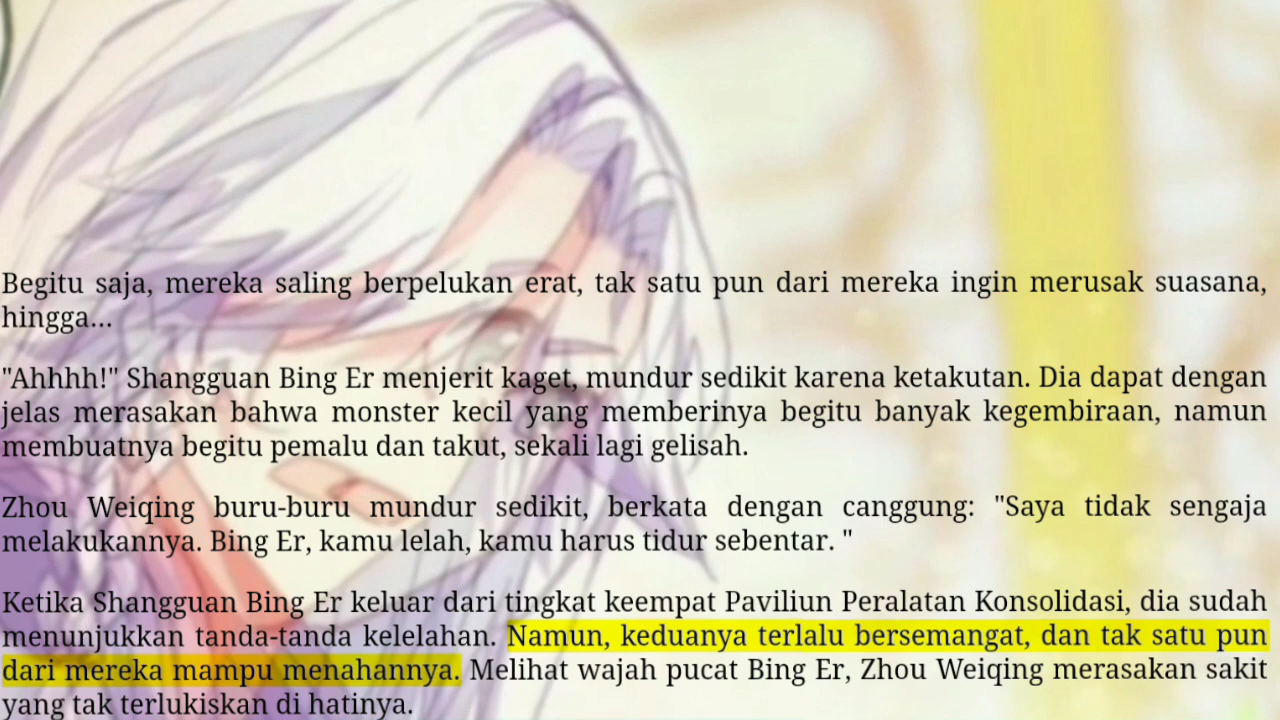 Begitu saja, mereka saling berpelukan erat, tak satu pun dari mereka ingin merusak suasana,
hingga...
"Ahhhh!" Shangguan Bing Er menjerit kaget, mundur sedikit karena ketakutan. Dia dapat dengan
jelas merasakan bahwa monster kecil yang memberinya begitu banyak kegembiraan, namun
membuatnya begitu pemalu dan takut, sekali lagi gelisah.
Zhou Weiqing buru-buru mundur sedikit, berkata dengan canggung: "Saya tidak sengaja
melakukannya. Bing Er, kamu lelah, kamu harus tidur sebentar. "
Ketika Shangguan Bing Er keluar dari tingkat keempat Paviliun Peralatan Konsolidasi, dia sudah
menunjukkan tanda-tanda kelelahan. Namun, keduanya terlalu bersemangat, dan tak satu pun
dari mereka mampu menahannya. Melihat wajah pucat Bing Er, Zhou Weiqing merasakan sakit
yang tak terlukiskan di hatinya.